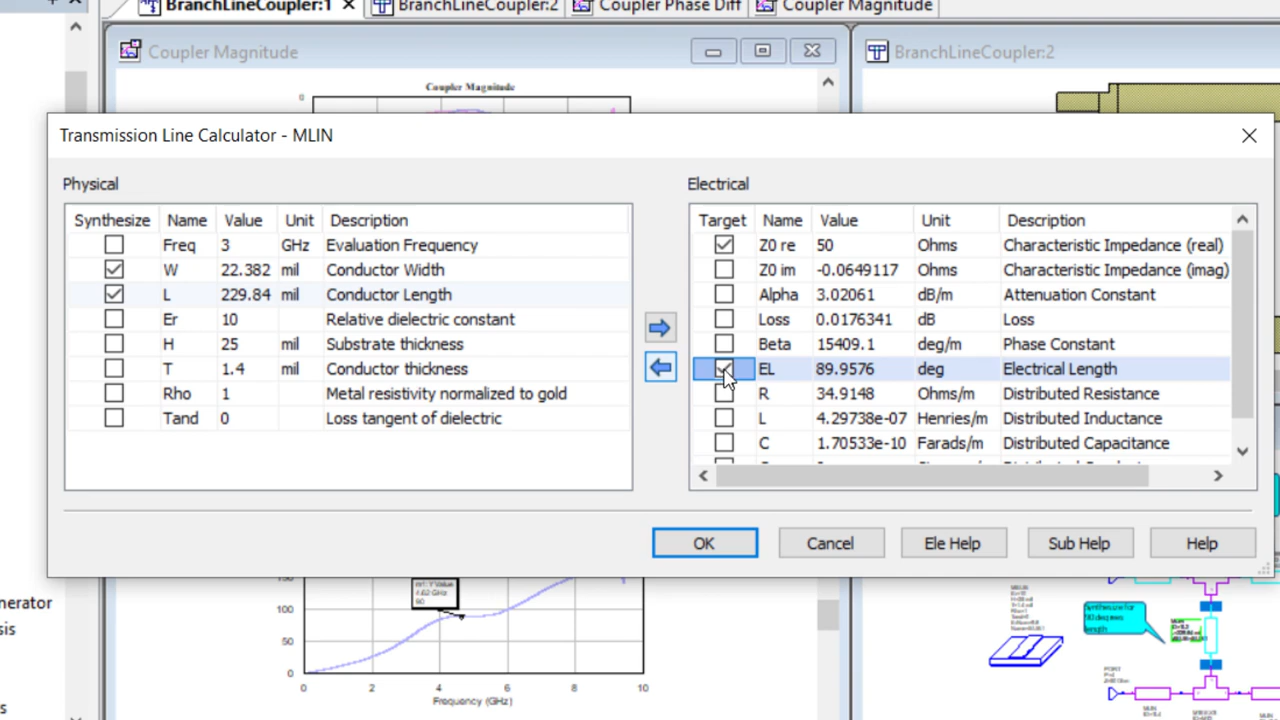 BranchLineCoupler:1
BranchLineCoupler:2
Coupler Phase Diff
Coupler Magnitude
Coupler Magnitude
BranchLineCoupler:2
Coupler Magnitude
0
Transmission Line Calculator - MLIN
Physical
Synthesize Name Value Unit Description
Freq 3 GHz Evaluation Frequency
W 22.382 mil Conductor Width
L 229.84 mil Conductor Length
Er 10 Relative dielectric constant
H 25 mil Substrate thickness
T 1.4 mil Conductor thickness
Rho 1 Metal resistivity normalized to gold
Tand 0 Loss tangent of dielectric
Electrical
Target Name Value Unit Description
Z0 re 50 Ohms Characteristic Impedance (real)
Z0 im -0.0649117 Ohms Characteristic Impedance (imag)
Alpha 3.02061 dB/m Attenuation Constant
Loss 0.0176341 dB Loss
Beta 15409.1 deg/m Phase Constant
EL 89.9576 deg Electrical Length
R 34.9148 Ohms/m Distributed Resistance
L 4.29738e-07 Henries/m Distributed Inductance
C 1.70533e-10 Farads/m Distributed Capacitance
OK
Cancel
Ele Help
Sub Help
Help
100
50
0
0 2 4 6 8 10
Frequency (GHz)
Synthesize for
90 degrees
length